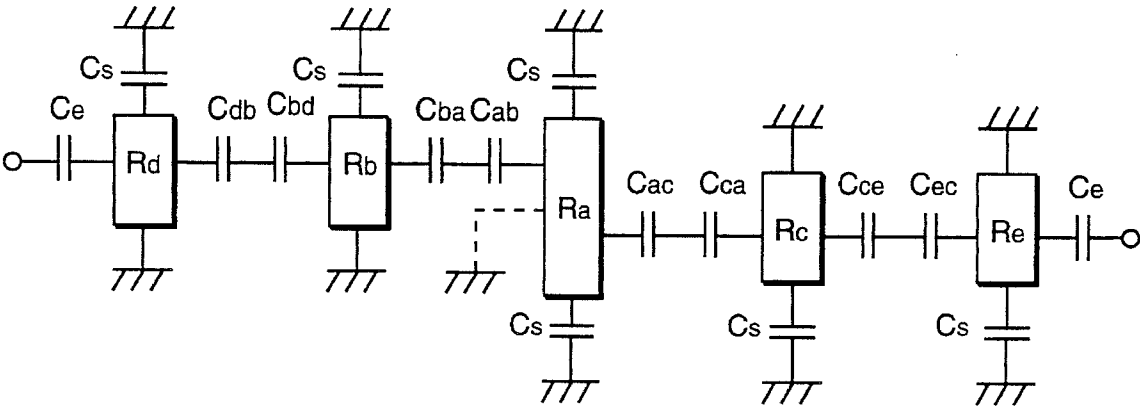 Cs Cs Cs
Ce Cdb Cbd Cba Cab
Rd Rb Ra
Cac Cca Cce Cec Ce
Rc Re
Cs Cs Cs